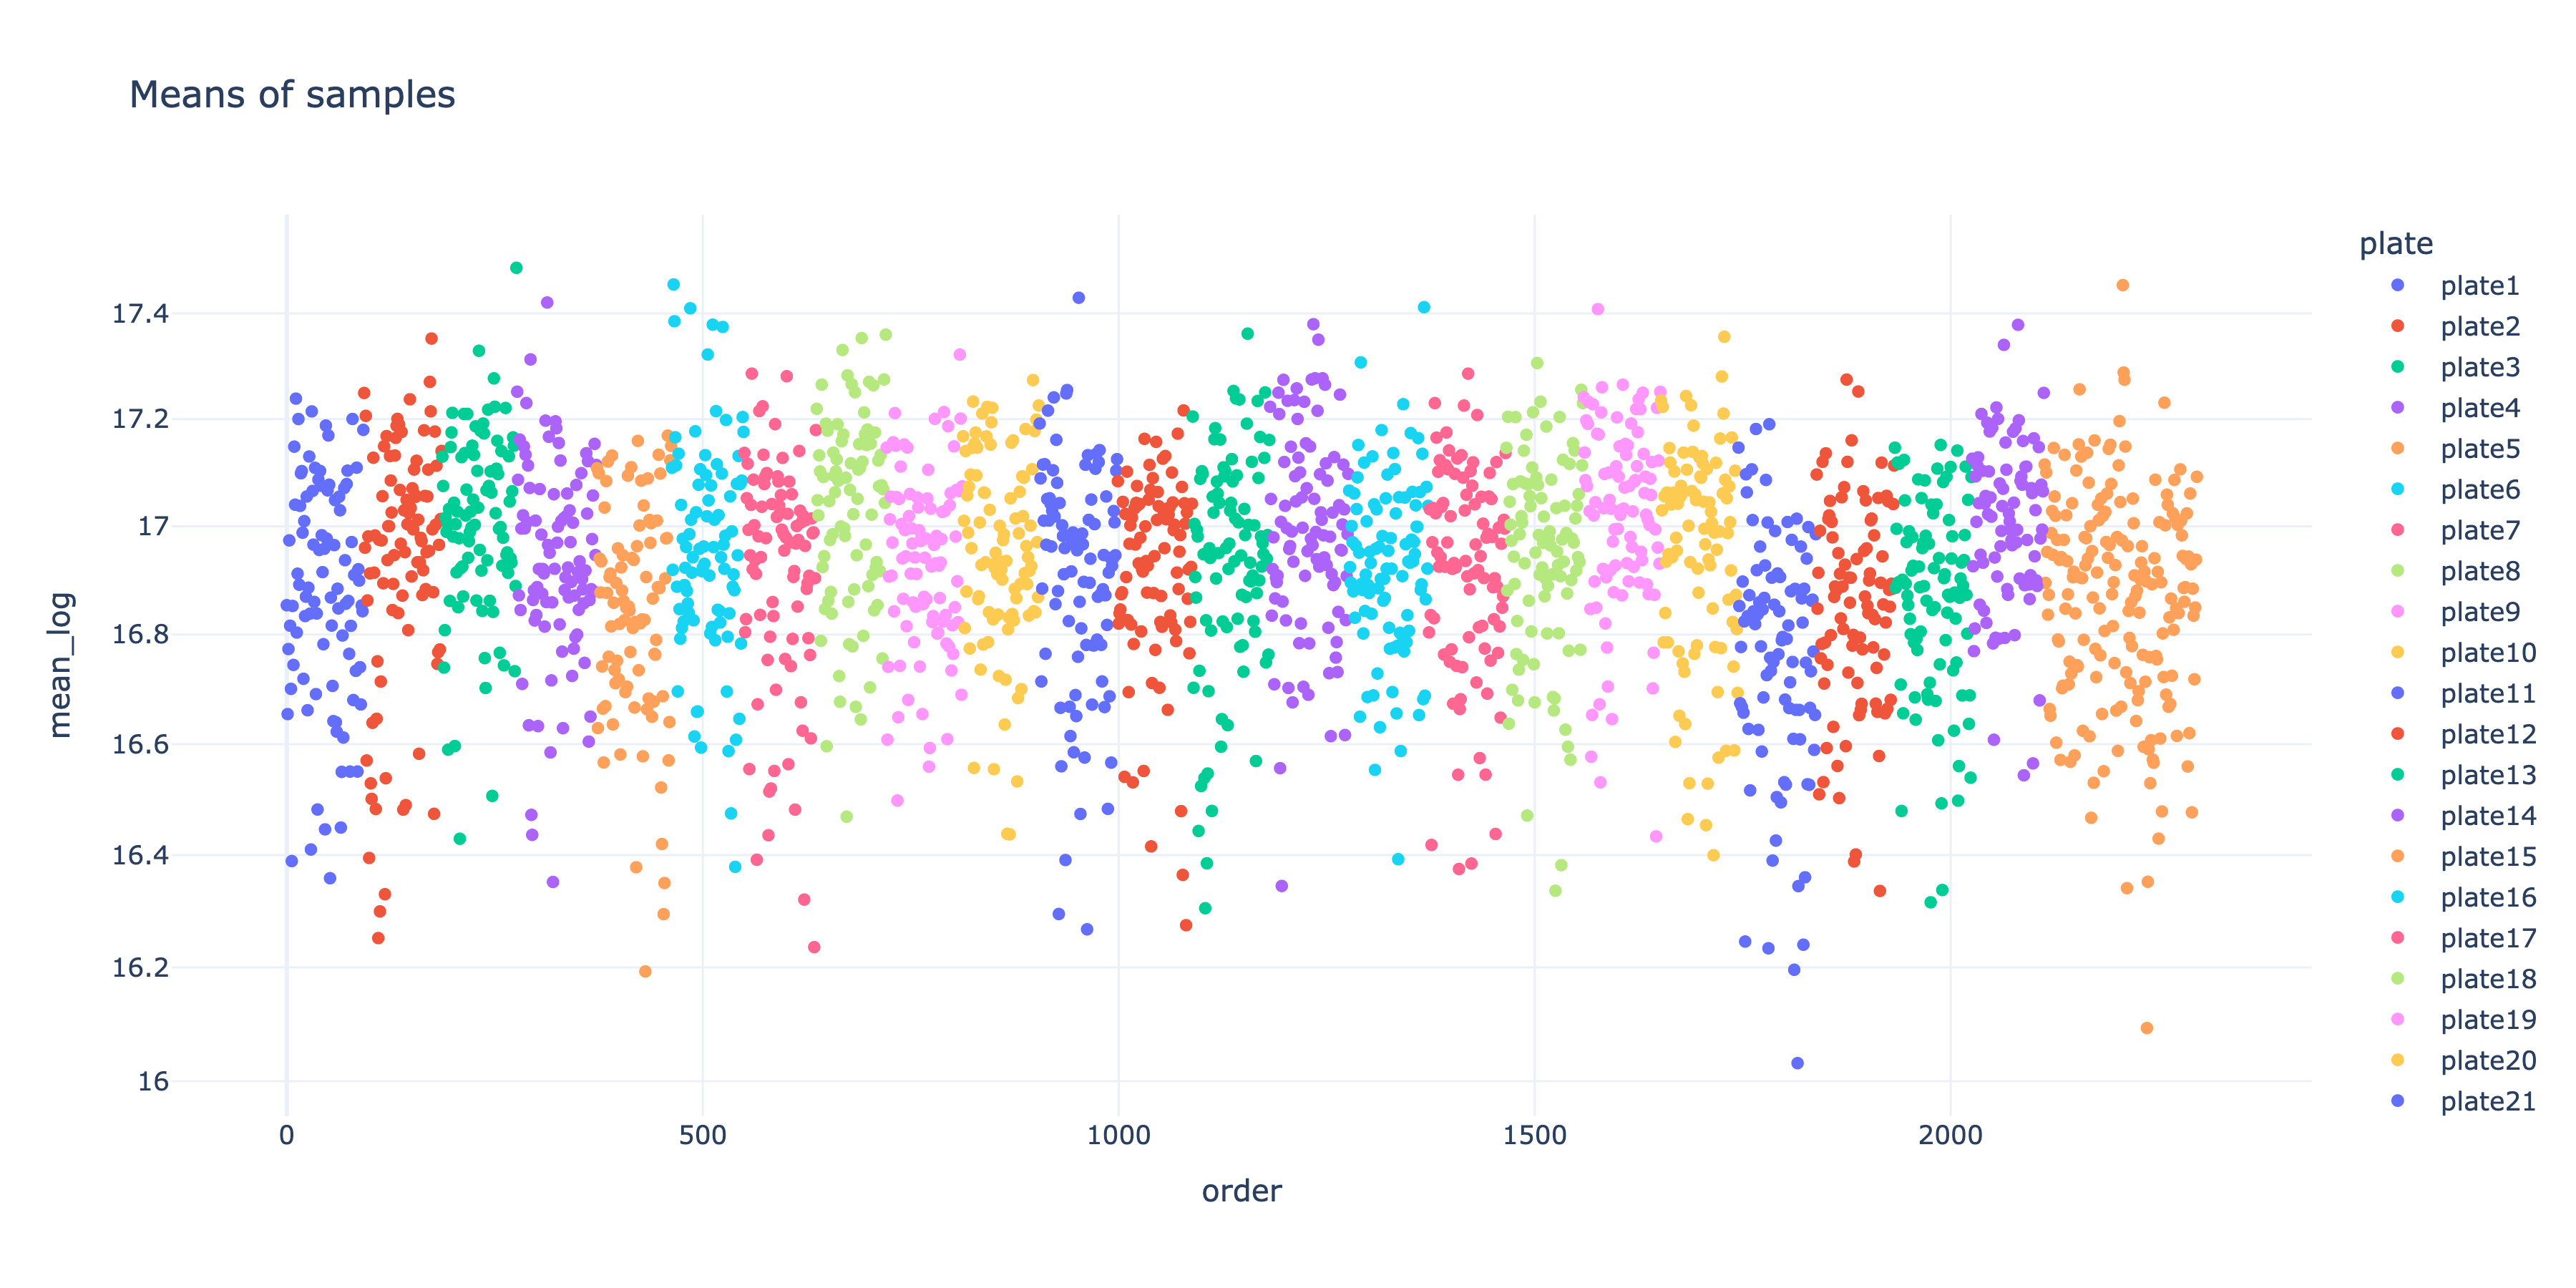 Means of samples
plate
plate1
plate2
plate3
plate4
plate5
plate6
plate7
plate8
plate9
plate10
plate11
plate12
plate13
plate14
plate15
plate16
plate17
plate18
plate19
plate20
plate21
mean_log
17.4
17.2
17
16.8
16.6
16.4
16.2
16
0 500 1000 1500 2000
order